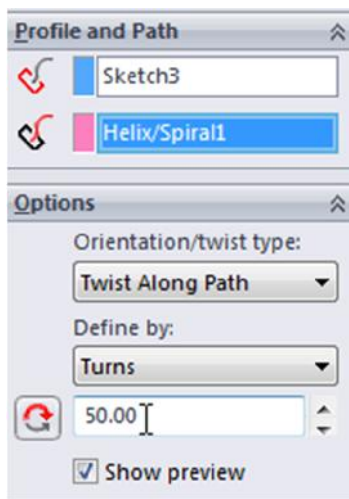 Profile and Path
Sketch3
Helix/Spiral1
Options
Orientation/twist type:
Twist Along Path
Define by:
Turns
50.00
Show preview